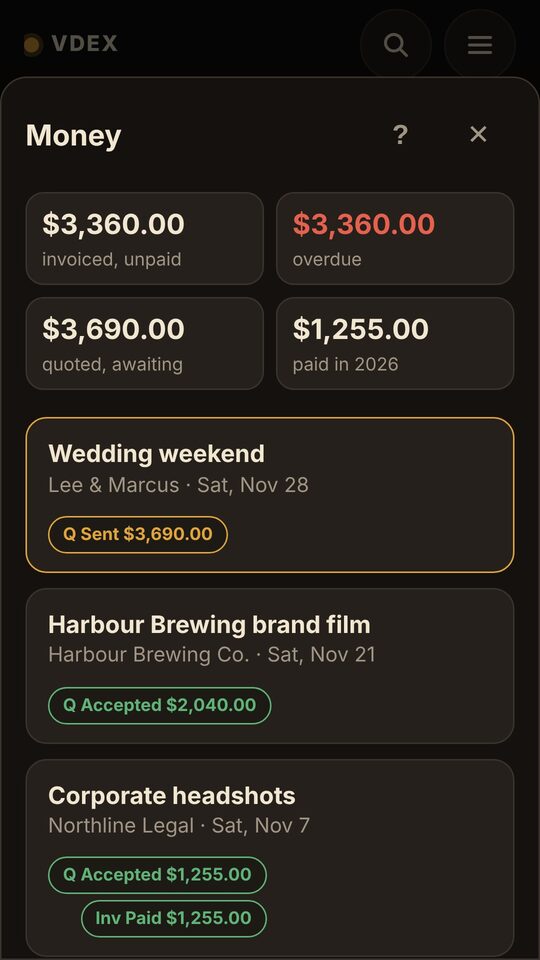 VDEX
Money ? ✕
$3,360.00
invoiced, unpaid
$3,360.00
overdue
$3,690.00
quoted, awaiting
$1,255.00
paid in 2026
Wedding weekend
Lee & Marcus · Sat, Nov 28
Q Sent $3,690.00
Harbour Brewing brand film
Harbour Brewing Co. · Sat, Nov 21
Q Accepted $2,040.00
Corporate headshots
Northline Legal · Sat, Nov 7
Q Accepted $1,255.00
Inv Paid $1,255.00